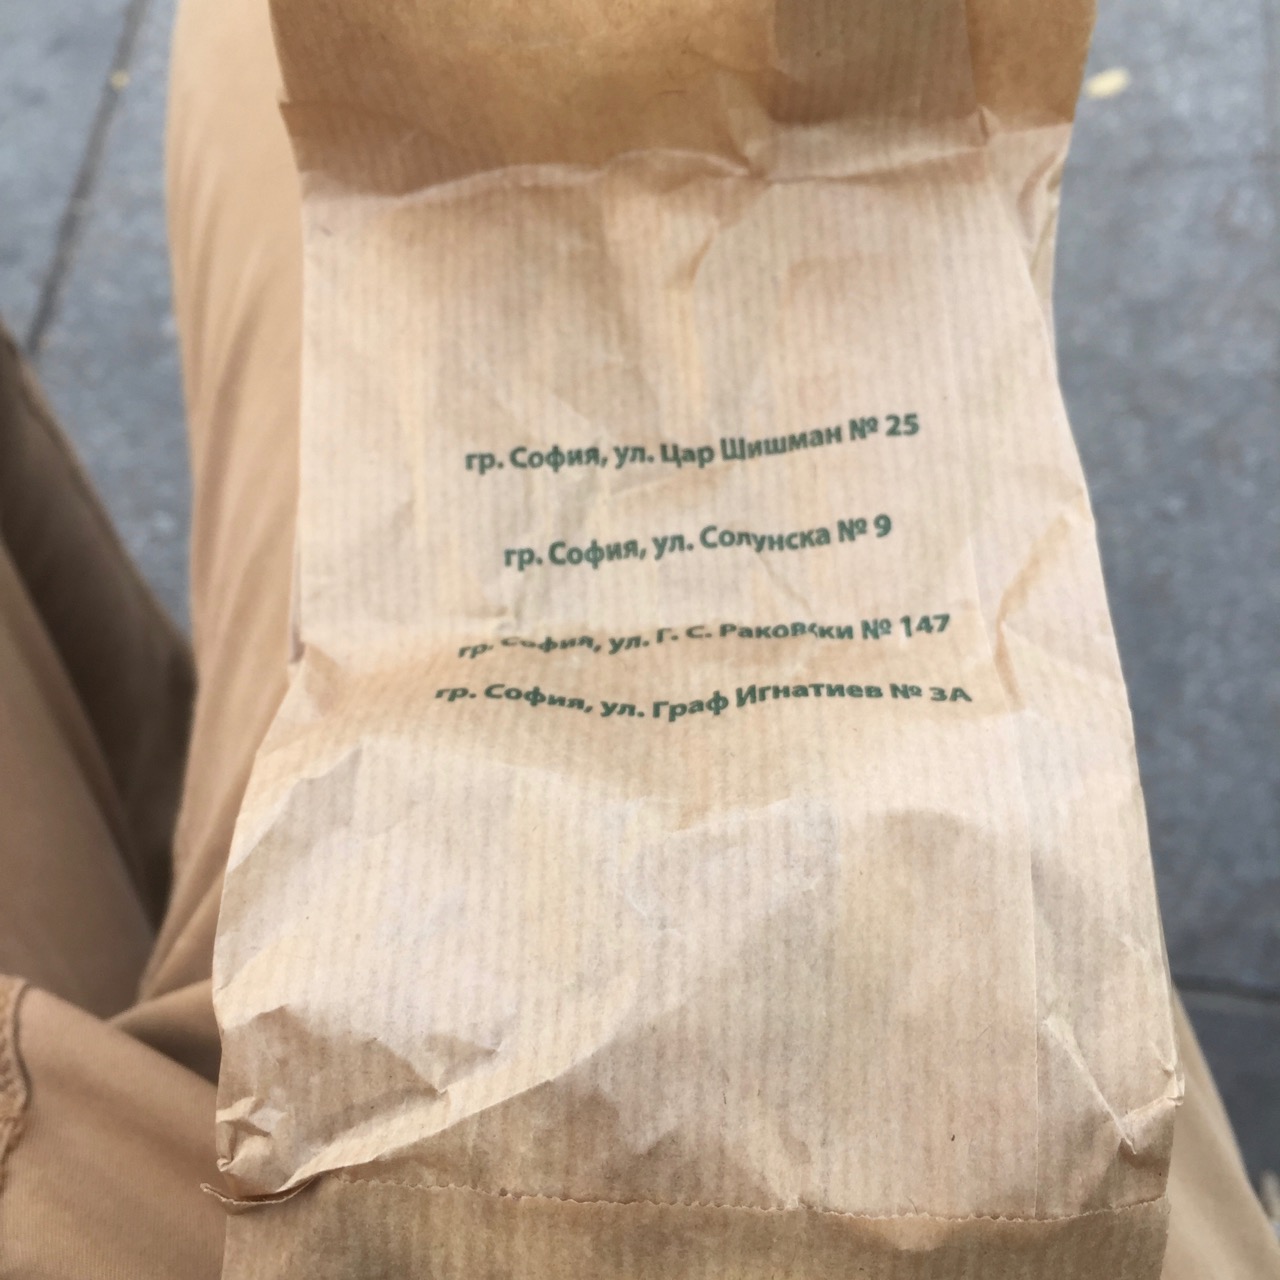 гр. София, ул. Цар Шишман № 25
гр. София, ул. Солунска № 9
гр. София, ул. Г. С. Раковски № 147
гр. София, ул. Граф Игнатиев № 3А